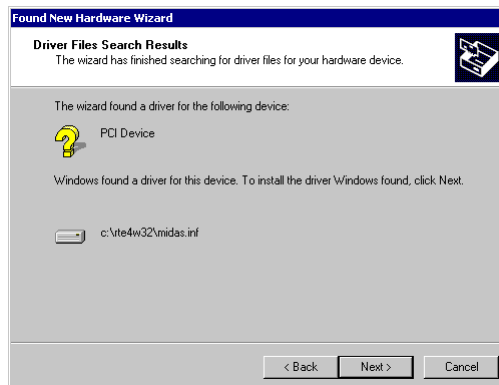 Found New Hardware Wizard
Driver Files Search Results
The wizard has finished searching for driver files for your hardware device.
The wizard found a driver for the following device:
PCI Device
Windows found a driver for this device. To install the driver Windows found, click Next.
c:\rte4w32\midas.inf
< Back
Next >
Cancel